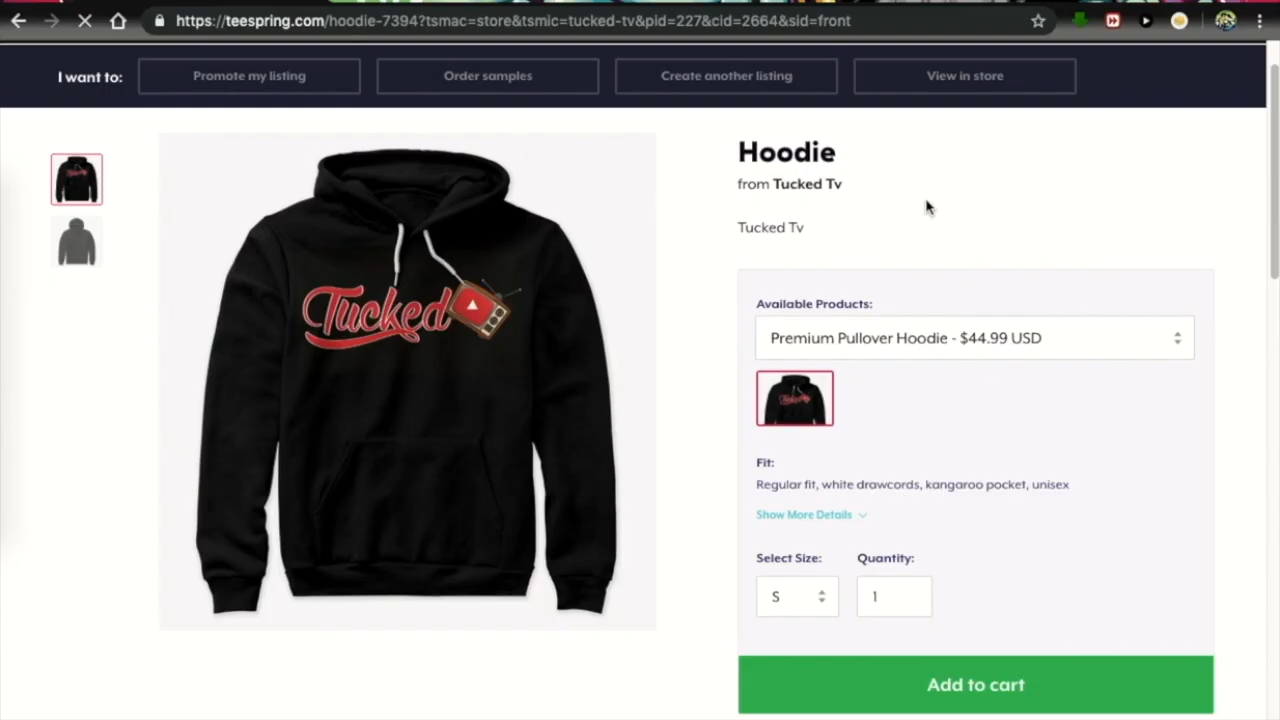 https://teespring.com/hoodie-7394?tsmac=store&tsmic=tucked-tv&pid=227&cid=2664&sid=front
I want to:
Promote my listing
Order samples
Create another listing
View in store
Hoodie
from Tucked Tv
Tucked Tv
Tucked
Available Products:
Premium Pullover Hoodie - $44.99 USD
Fit:
Regular fit, white drawcords, kangaroo pocket, unisex
Show More Details
Select Size:
Quantity:
S
1
Add to cart